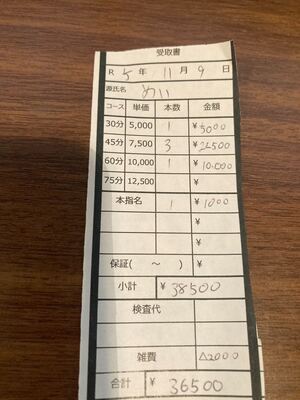 受取書
R 5 年 11 月 9 日
源氏名 めい
コース 単価 本数 金額
30分 5,000 1 ¥5000
45分 7,500 3 ¥22500
60分 10,000 1 ¥10.000
75分 12,500 ¥
本指名 1 ¥1000
¥
¥
保証( ～ ) ¥
小計 ¥ 38500
検査代
雑費 △2000
合計 ¥ 36500